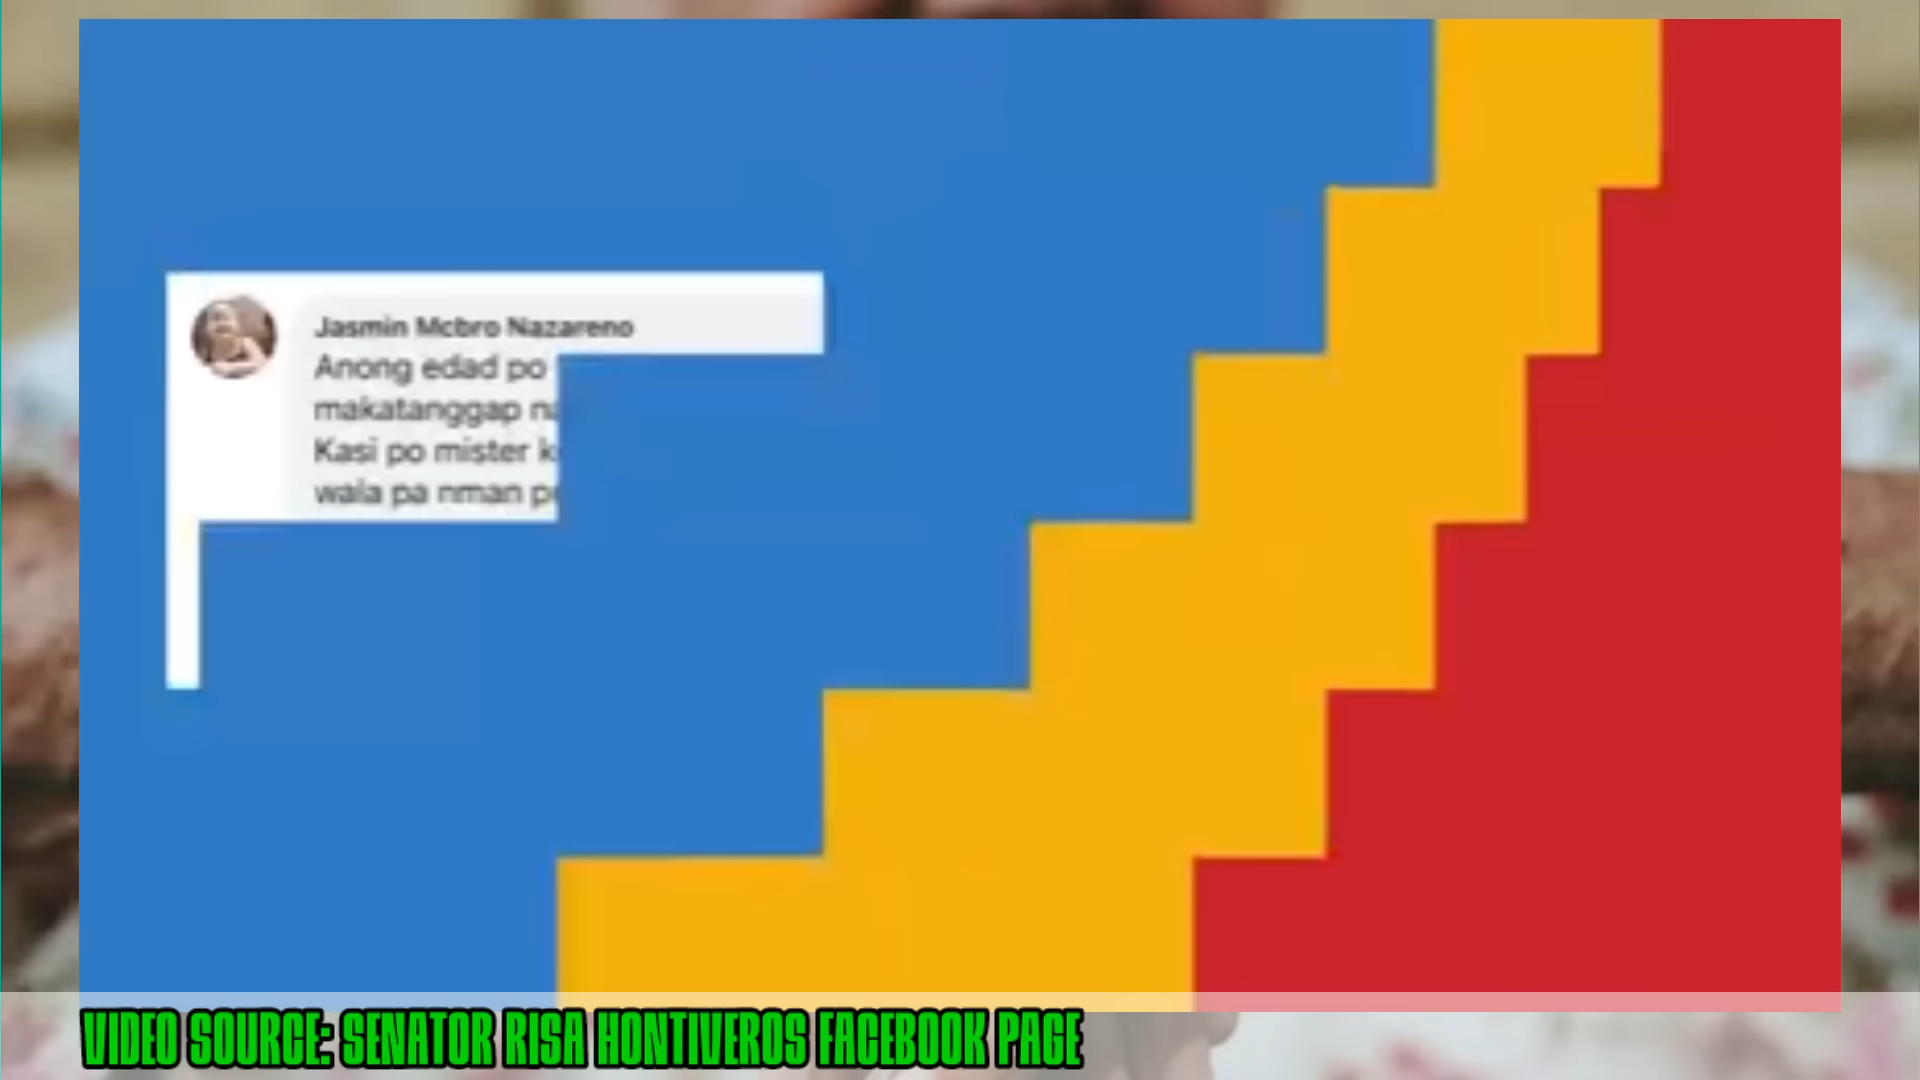 Jasmin Mcbro Nazareno
Anong edad po
makatanggap na
Kasi po mister
wala pa nman
VIDEO SOURCE: SENATOR RISA HONTIVEROS FACEBOOK PAGE